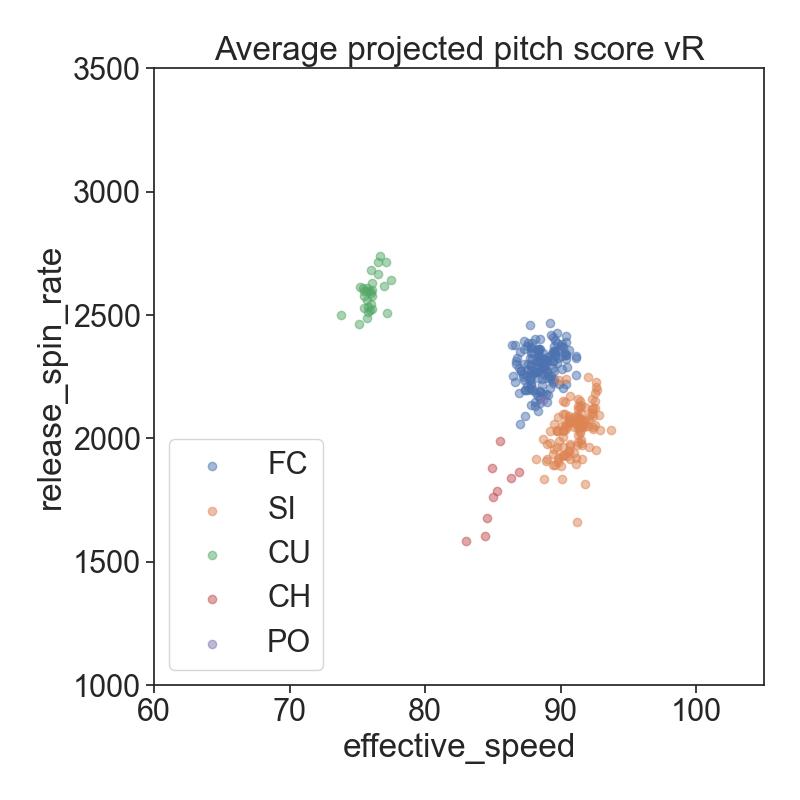 Average projected pitch score vR
3500
3000
2500
2000
1500
1000
release_spin_rate
FC
SI
CU
CH
PO
60
70
80
90
100
effective_speed